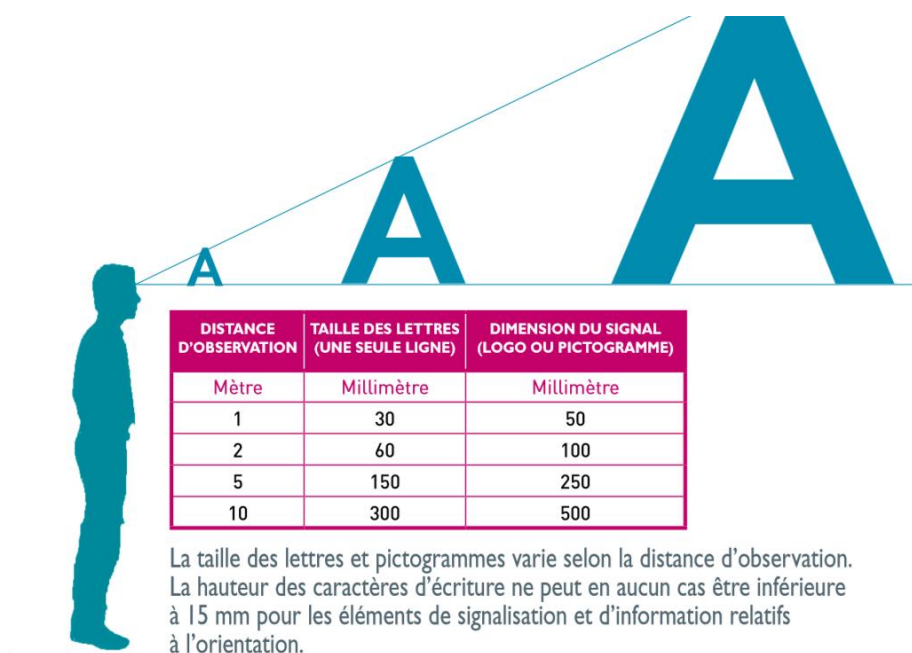 A
A
A
DISTANCE D'OBSERVATION TAILLE DES LETTRES (UNE SEULE LIGNE) DIMENSION DU SIGNAL (LOGO OU PICTOGRAMME)
Mètre Millimètre Millimètre
1 30 50
2 60 100
5 150 250
10 300 500
La taille des lettres et pictogrammes varie selon la distance d'observation.
La hauteur des caractères d'écriture ne peut en aucun cas être inférieure
à 15 mm pour les éléments de signalisation et d'information relatifs
à l'orientation.